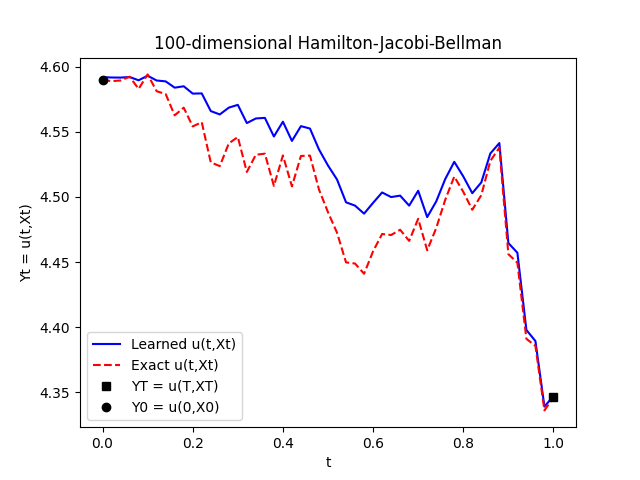 100-dimensional Hamilton-Jacobi-Bellman
Yt = u(t,Xt)
4.60
4.55
4.50
4.45
4.40
4.35
Learned u(t,Xt)
Exact u(t,Xt)
YT = u(T,XT)
Y0 = u(0,X0)
0.0 0.2 0.4 0.6 0.8 1.0
t